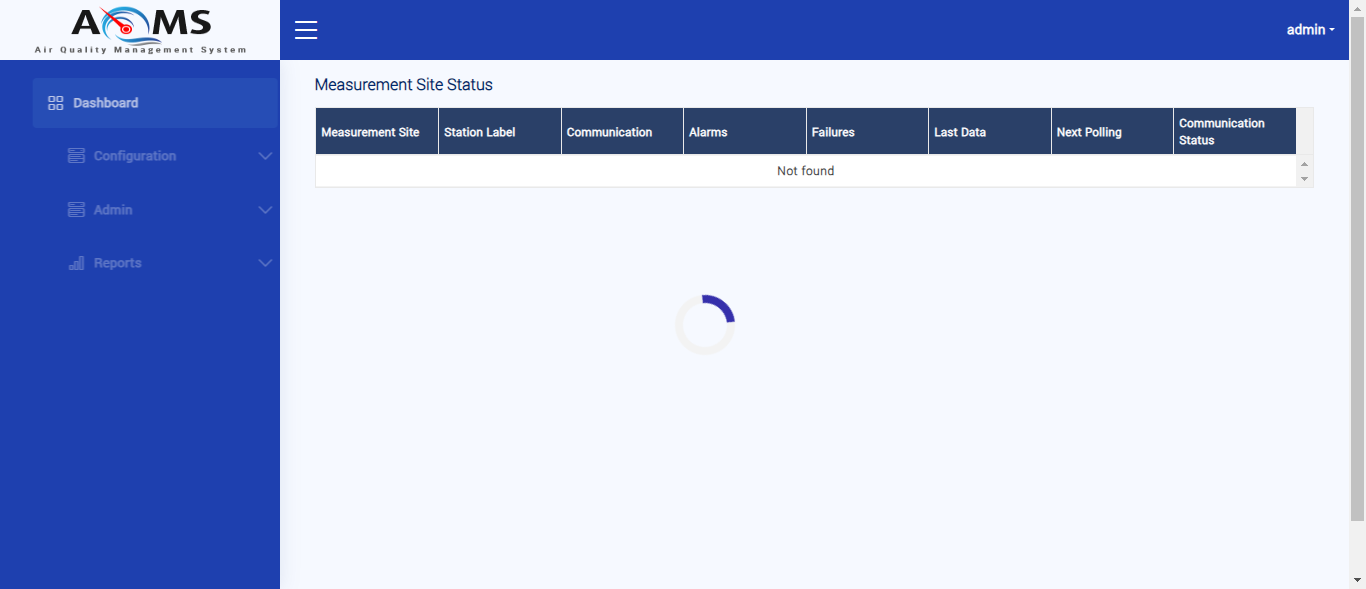 AQMS
Air Quality Management System
admin
Dashboard
Configuration
Admin
Reports
Measurement Site Status
Measurement Site
Station Label
Communication
Alarms
Failures
Last Data
Next Polling
Communication
Status
Not found